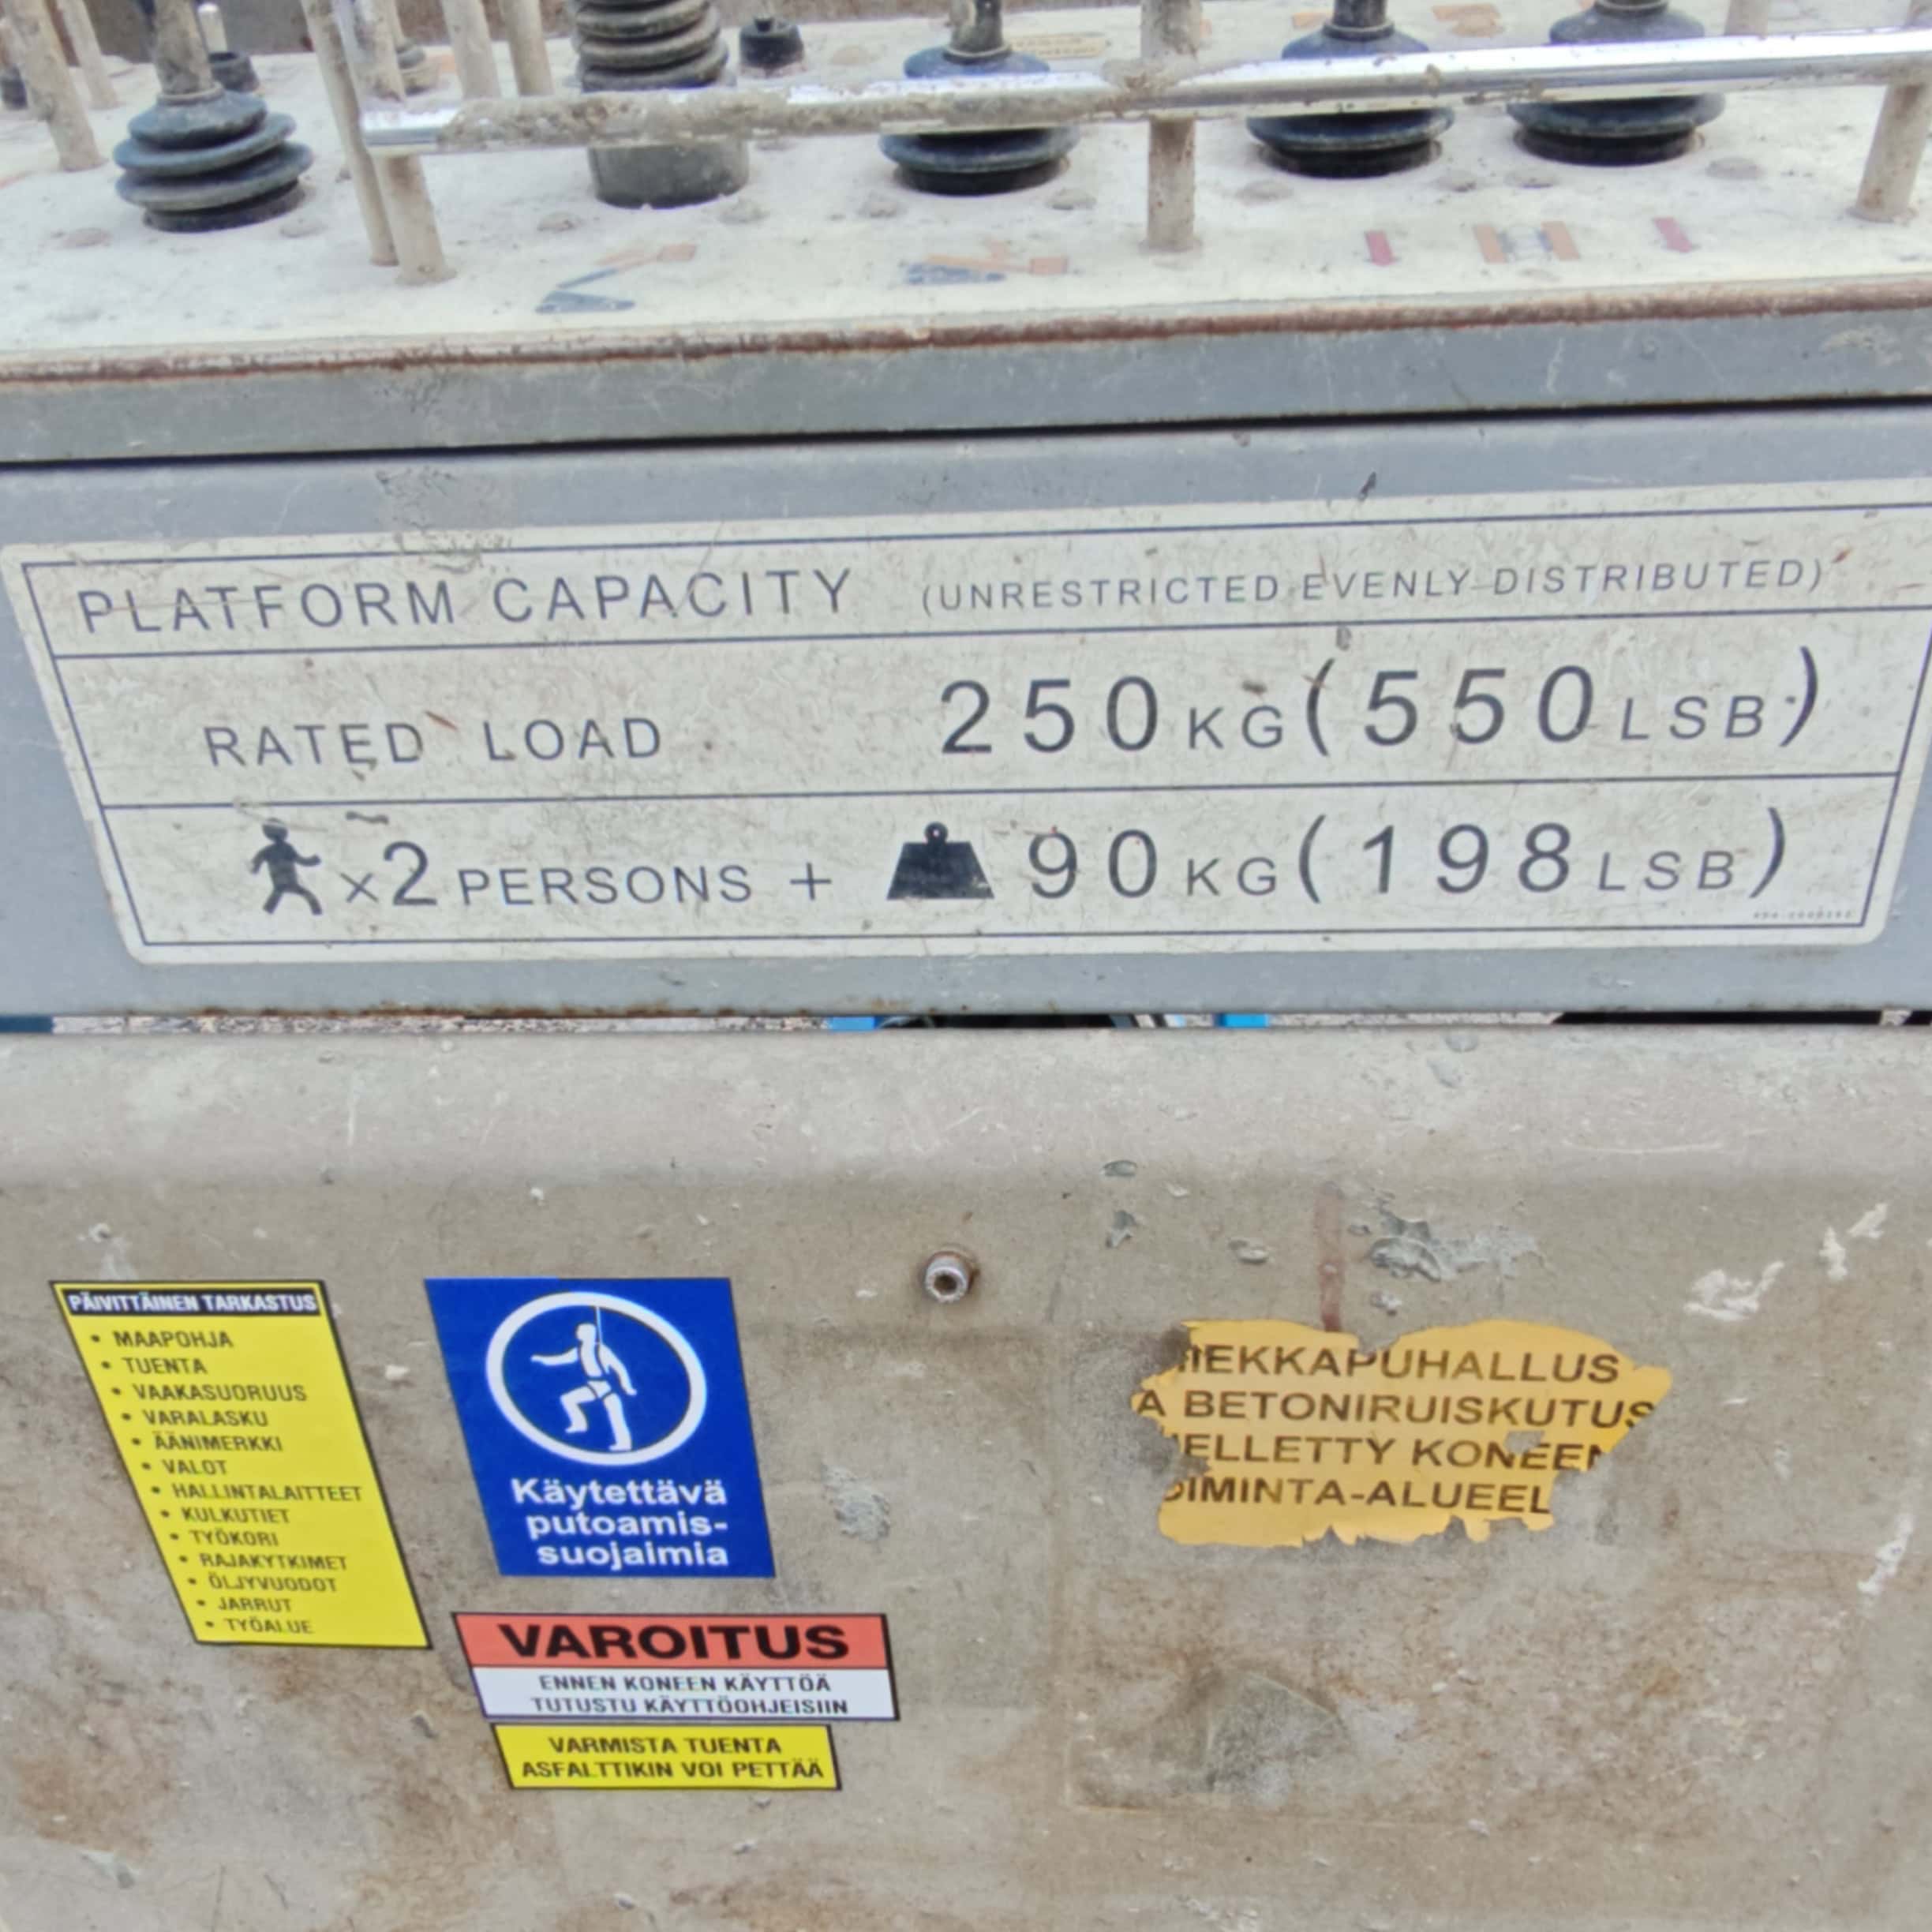 PLATFORM CAPACITY (UNRESTRICTED EVENLY DISTRIBUTED)
RATED LOAD 250 KG (550 LSB)
x2 PERSONS + 90 KG (198 LSB)
PÄIVITTÄINEN TARKASTUS
• MAAPOHJA
• TUENTA
• VAAKASUORUUS
• VARALASKU
• ÄÄNIMERKKI
• VALOT
• HALLINTALAITTEET
• KULKUTIET
• TYÖKORI
• RAJAKYTKIMET
• ÖLJYVUODOT
• JARRUT
• TYÖALUE
Käytettävä
putoamis-
suojaimia
VAROITUS
ENNEN KONEEN KÄYTTÖÄ
TUTUSTU KÄYTTÖOHJEISIIN
VARMISTA TUENTA
ASFALTTIKIN VOI PETTÄÄ
IEKKAPUHALLUS
A BETONIRUISKUTUS
IELLETTY KONEEN
OIMINTA-ALUEEL